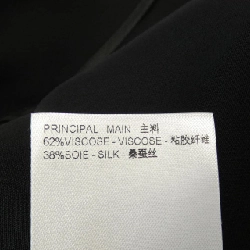 PRINCIPAL - MAIN 主料
62%VISCOSE - VISCOSE - 粘胶纤维
38%SOIE - SILK - 桑蚕丝